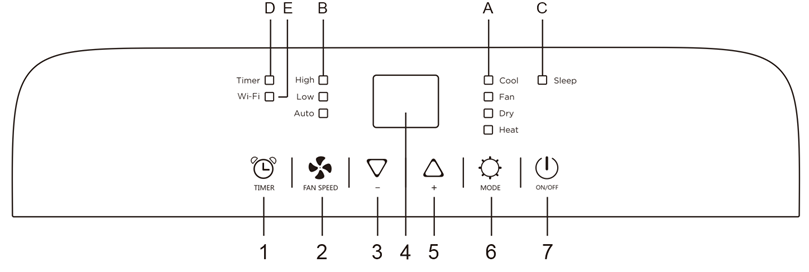 D E B A C
Timer High Cool Sleep
Wi-Fi Low Fan
Auto Dry
Heat
TIMER FAN SPEED − + MODE ON/OFF
1 2 3 4 5 6 7